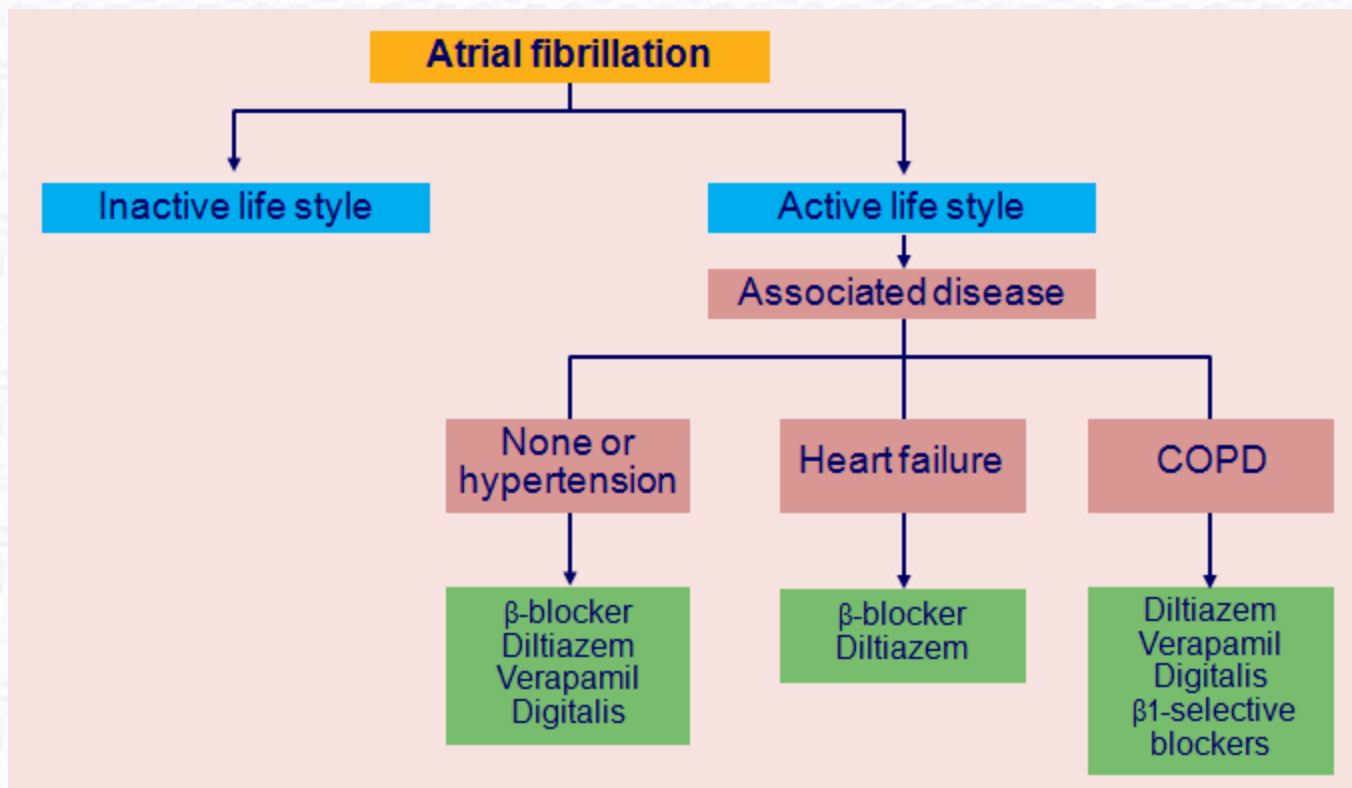 Atrial fibrillation
Inactive life style
Active life style
Associated disease
None or
hypertension
Heart failure
COPD
β-blocker
Diltiazem
Verapamil
Digitalis
β-blocker
Diltiazem
Diltiazem
Verapamil
Digitalis
β1-selective
blockers